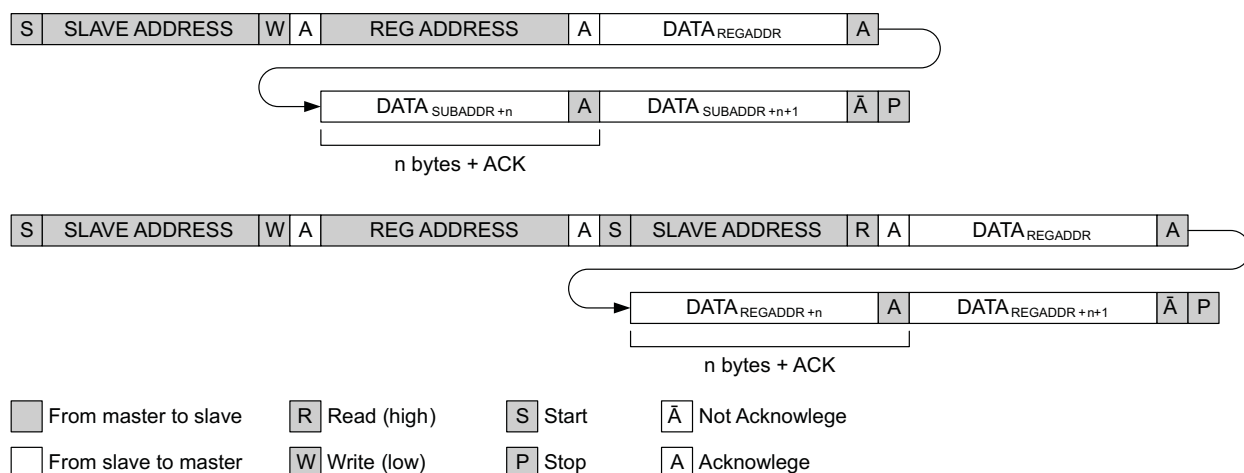 S SLAVE ADDRESS W A REG ADDRESS A DATA REGADDR A
DATA SUBADDR+n A DATA SUBADDR+n+1 Ā P
n bytes + ACK
S SLAVE ADDRESS W A REG ADDRESS A S SLAVE ADDRESS R A DATA REGADDR A
DATA REGADDR+n A DATA REGADDR+n+1 Ā P
n bytes + ACK
From master to slave R Read (high) S Start Ā Not Acknowlege
From slave to master W Write (low) P Stop A Acknowlege